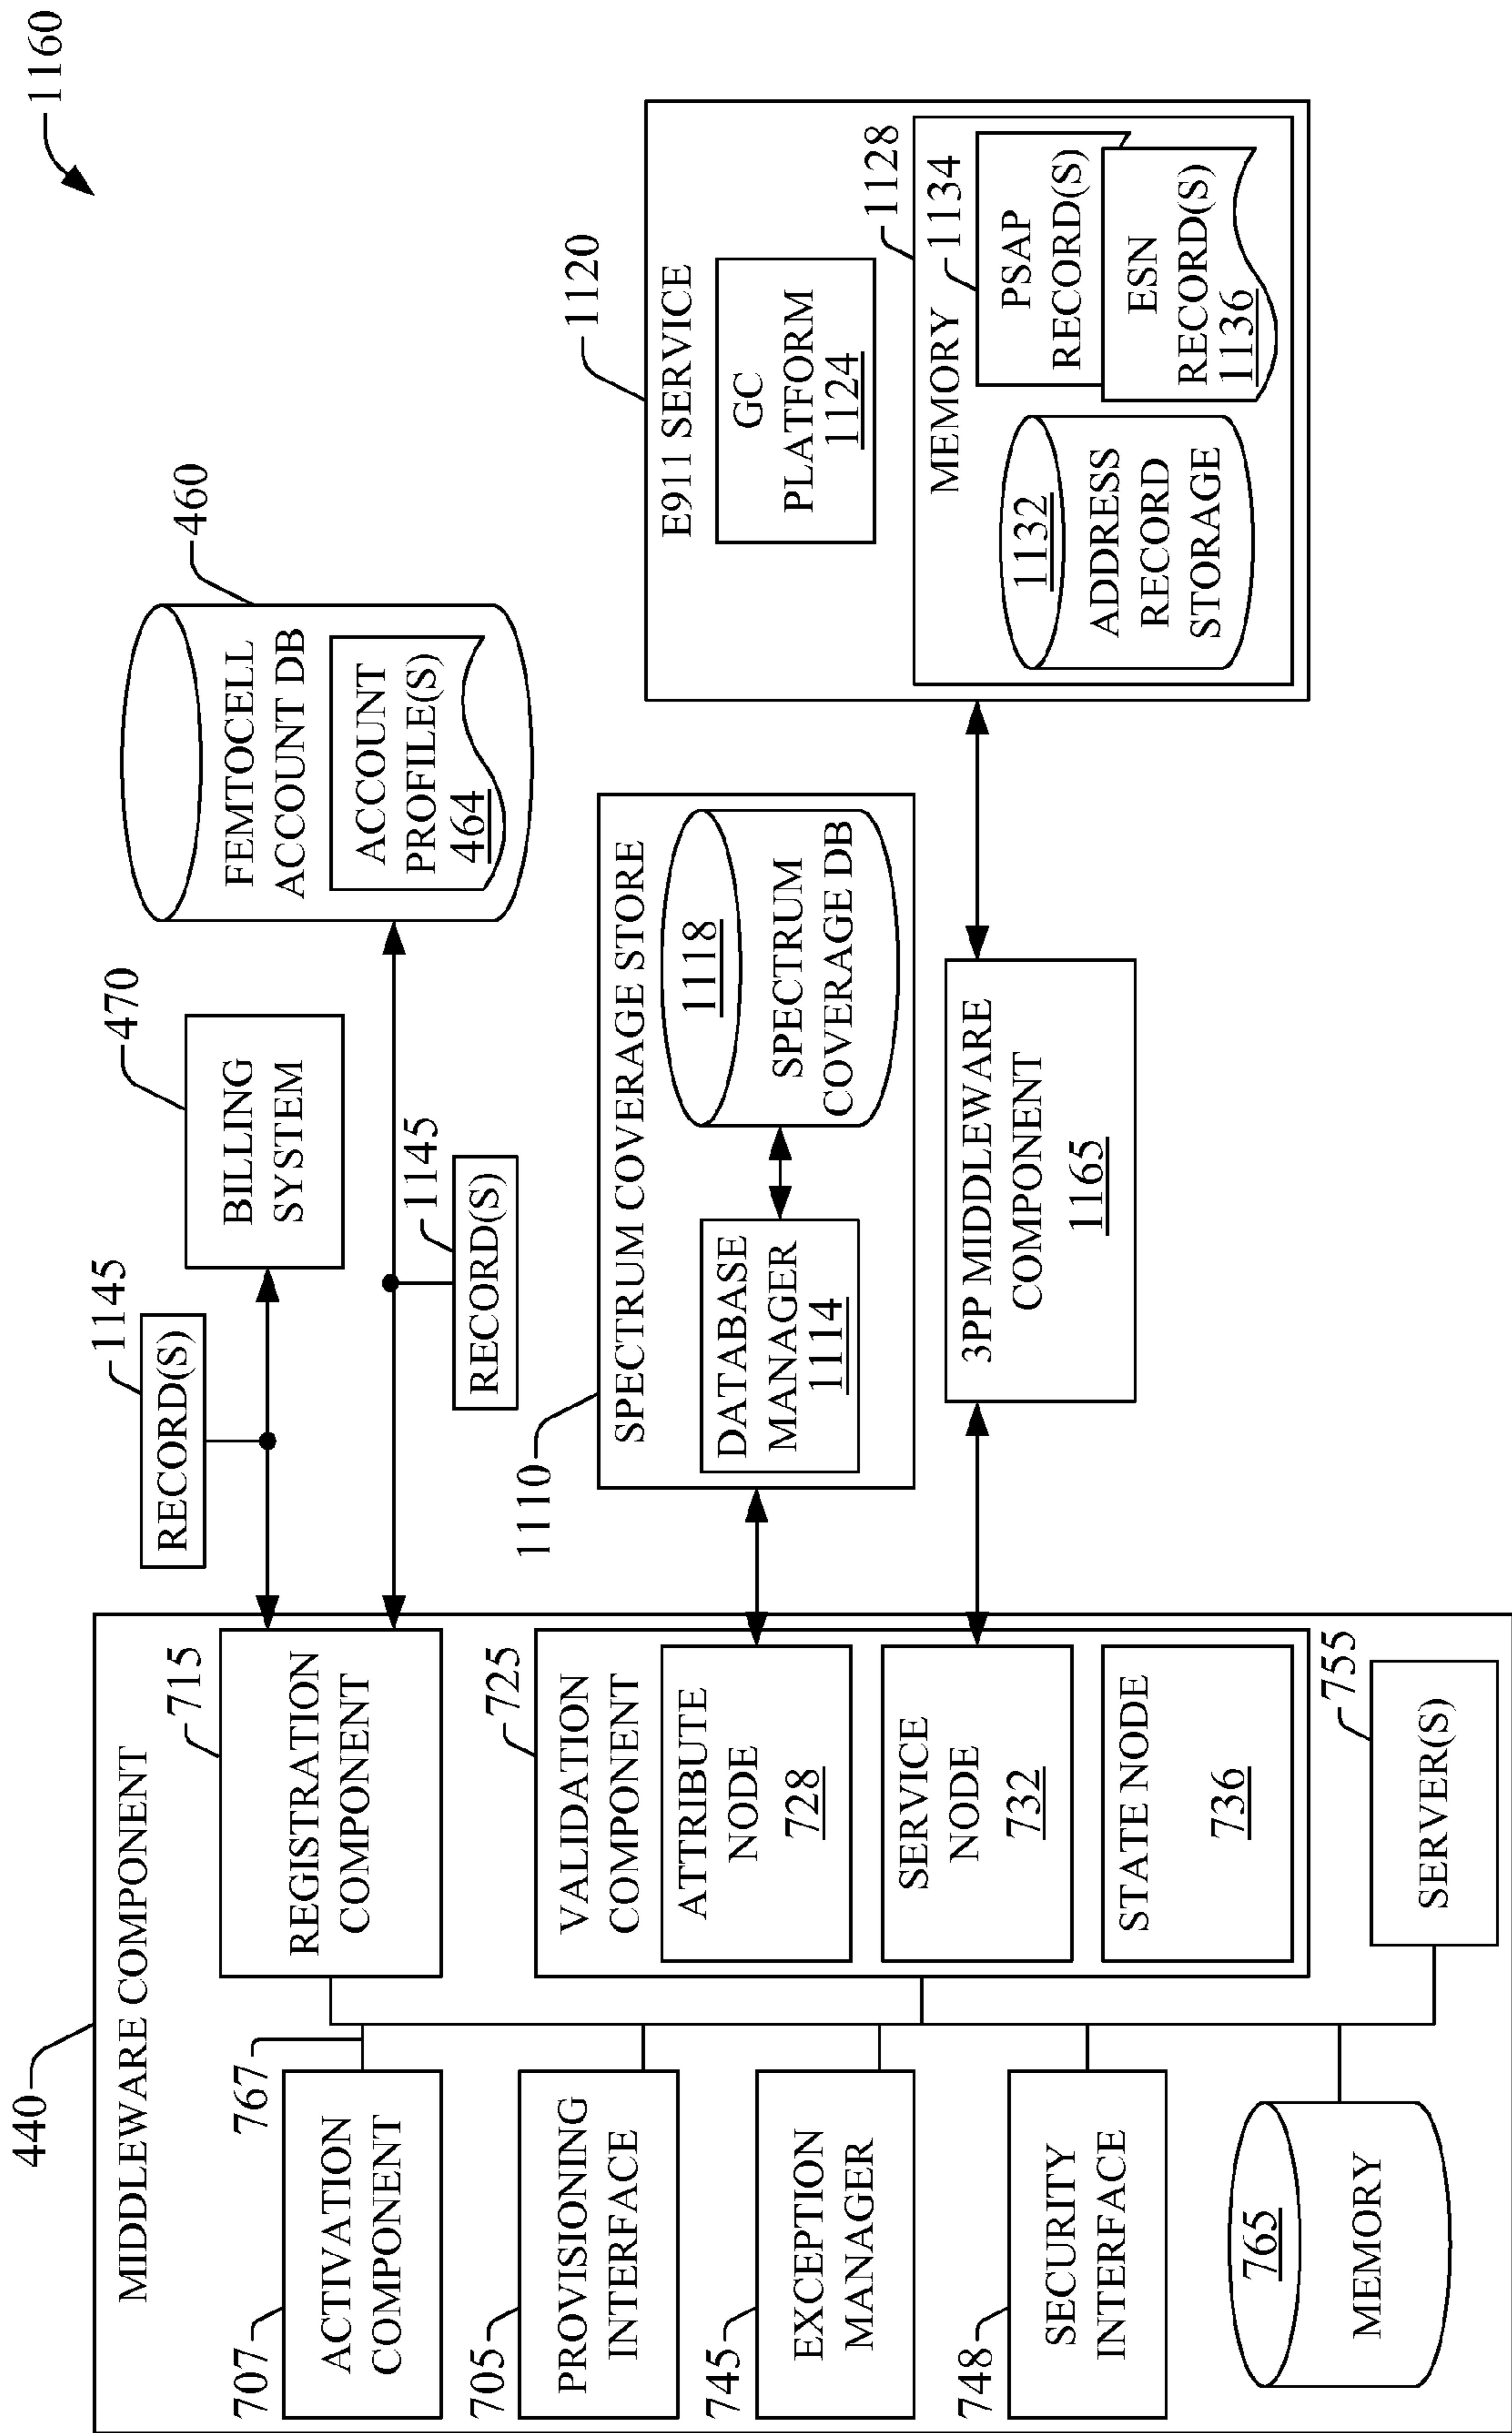 1160
440
MIDDLEWARE COMPONENT
707
ACTIVATION
COMPONENT
767
705
PROVISIONING
INTERFACE
745
EXCEPTION
MANAGER
748
SECURITY
INTERFACE
765
MEMORY
715
REGISTRATION
COMPONENT
725
VALIDATION
COMPONENT
ATTRIBUTE
NODE
728
SERVICE
NODE
732
STATE NODE
736
755
SERVER(S)
1145
RECORD(S)
470
BILLING
SYSTEM
1145
RECORD(S)
460
FEMTOCELL
ACCOUNT DB
ACCOUNT
PROFILE(S)
464
1110
SPECTRUM COVERAGE STORE
DATABASE
MANAGER
1114
1118
SPECTRUM
COVERAGE DB
3PP MIDDLEWARE
COMPONENT
1165
1120
E911 SERVICE
GC
PLATFORM
1124
1128
MEMORY
1134
1132
ADDRESS
RECORD
STORAGE
PSAP
RECORD(S)
ESN
RECORD(S)
1136